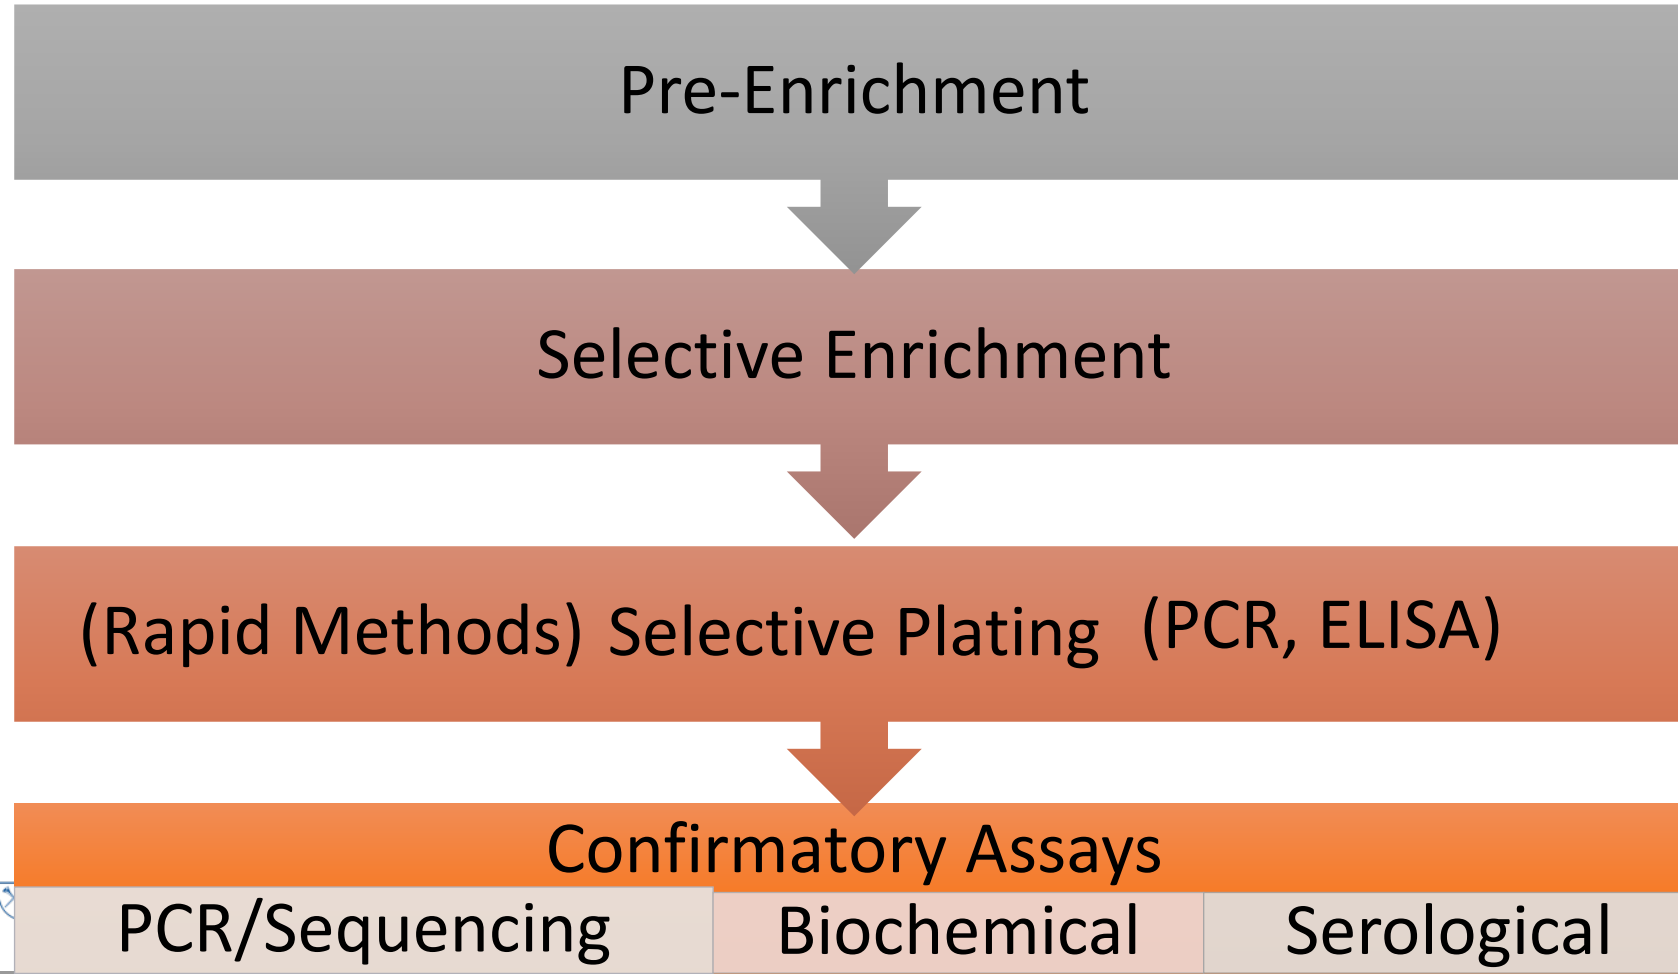 Pre-Enrichment
Selective Enrichment
(Rapid Methods) Selective Plating (PCR, ELISA)
Confirmatory Assays
PCR/Sequencing Biochemical Serological